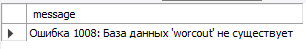 message
Ошибка 1008: База данных 'worcout' не существует